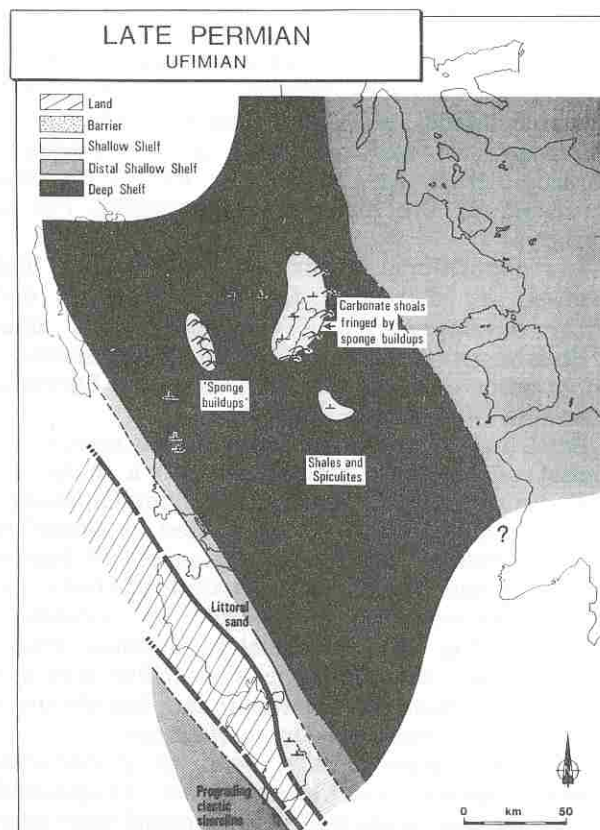 LATE PERMIAN
UFIMIAN
Land
Barrier
Shallow Shelf
Distal Shallow Shelf
Deep Shelf
Carbonate shoals
fringed by
sponge buildups
'Sponge
buildups'
Shales and
Spiculites
?
Littoral
sand
Prograding
clastic
shoreline
0 km 50